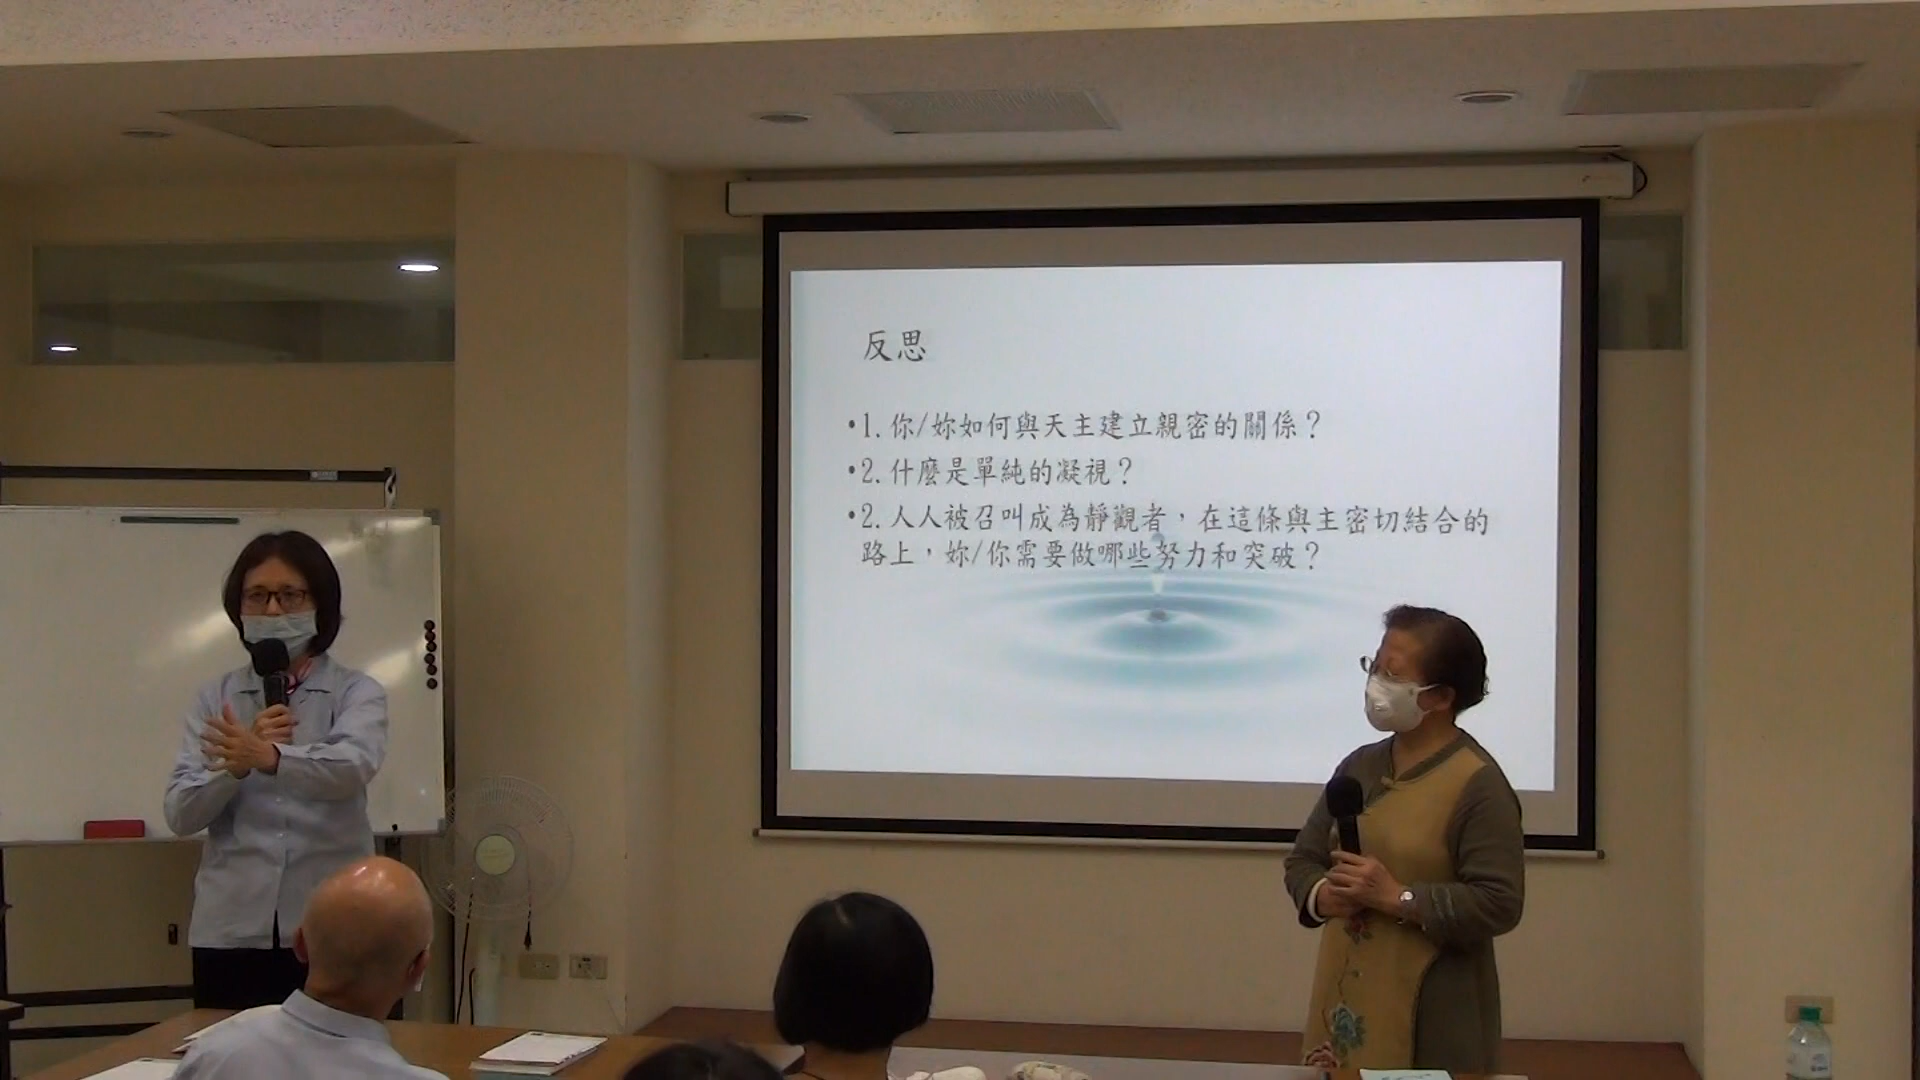 反思
•1. 你/妳如何與天主建立親密的關係？
•2. 什麼是單純的凝視？
•2. 人人被召叫成為靜觀者，在這條與主密切結合的
路上，妳/你需要做哪些努力和突破？